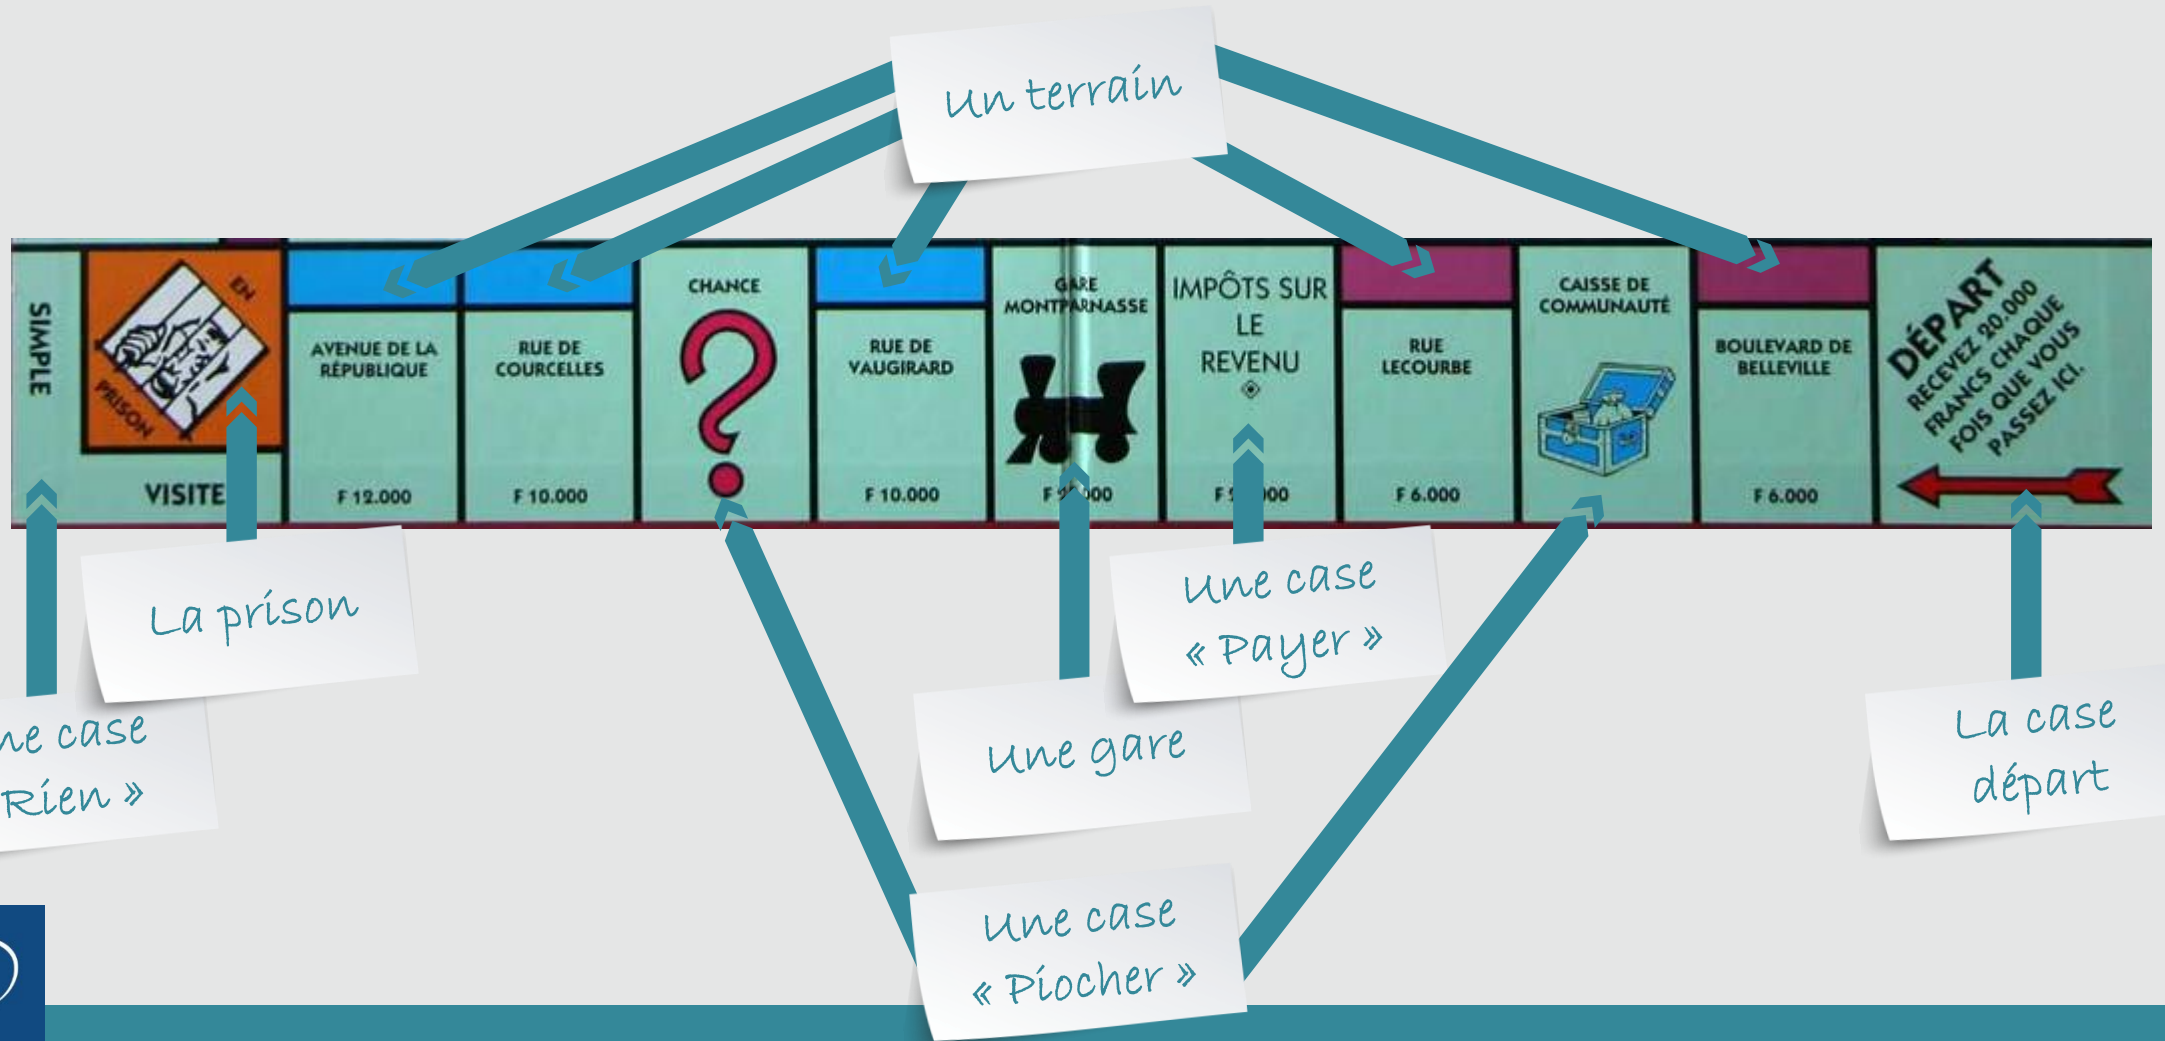 Un terrain
SIMPLE
VISITE
EN
PRISON
AVENUE DE LA
RÉPUBLIQUE
F 12.000
RUE DE
COURCELLES
F 10.000
CHANCE
RUE DE
VAUGIRARD
F 10.000
GARE
MONTPARNASSE
F
IMPÔTS SUR
LE
REVENU
F
RUE
LECOURBE
F 6.000
CAISSE DE
COMMUNAUTÉ
BOULEVARD DE
BELLEVILLE
F 6.000
DÉPART
RECEVEZ 20.000
FRANCS CHAQUE
FOIS QUE VOUS
PASSEZ ICI.
La prison
case
Rien »
Une gare
Une case
« Payer »
Une case
« Piocher »
La case
départ